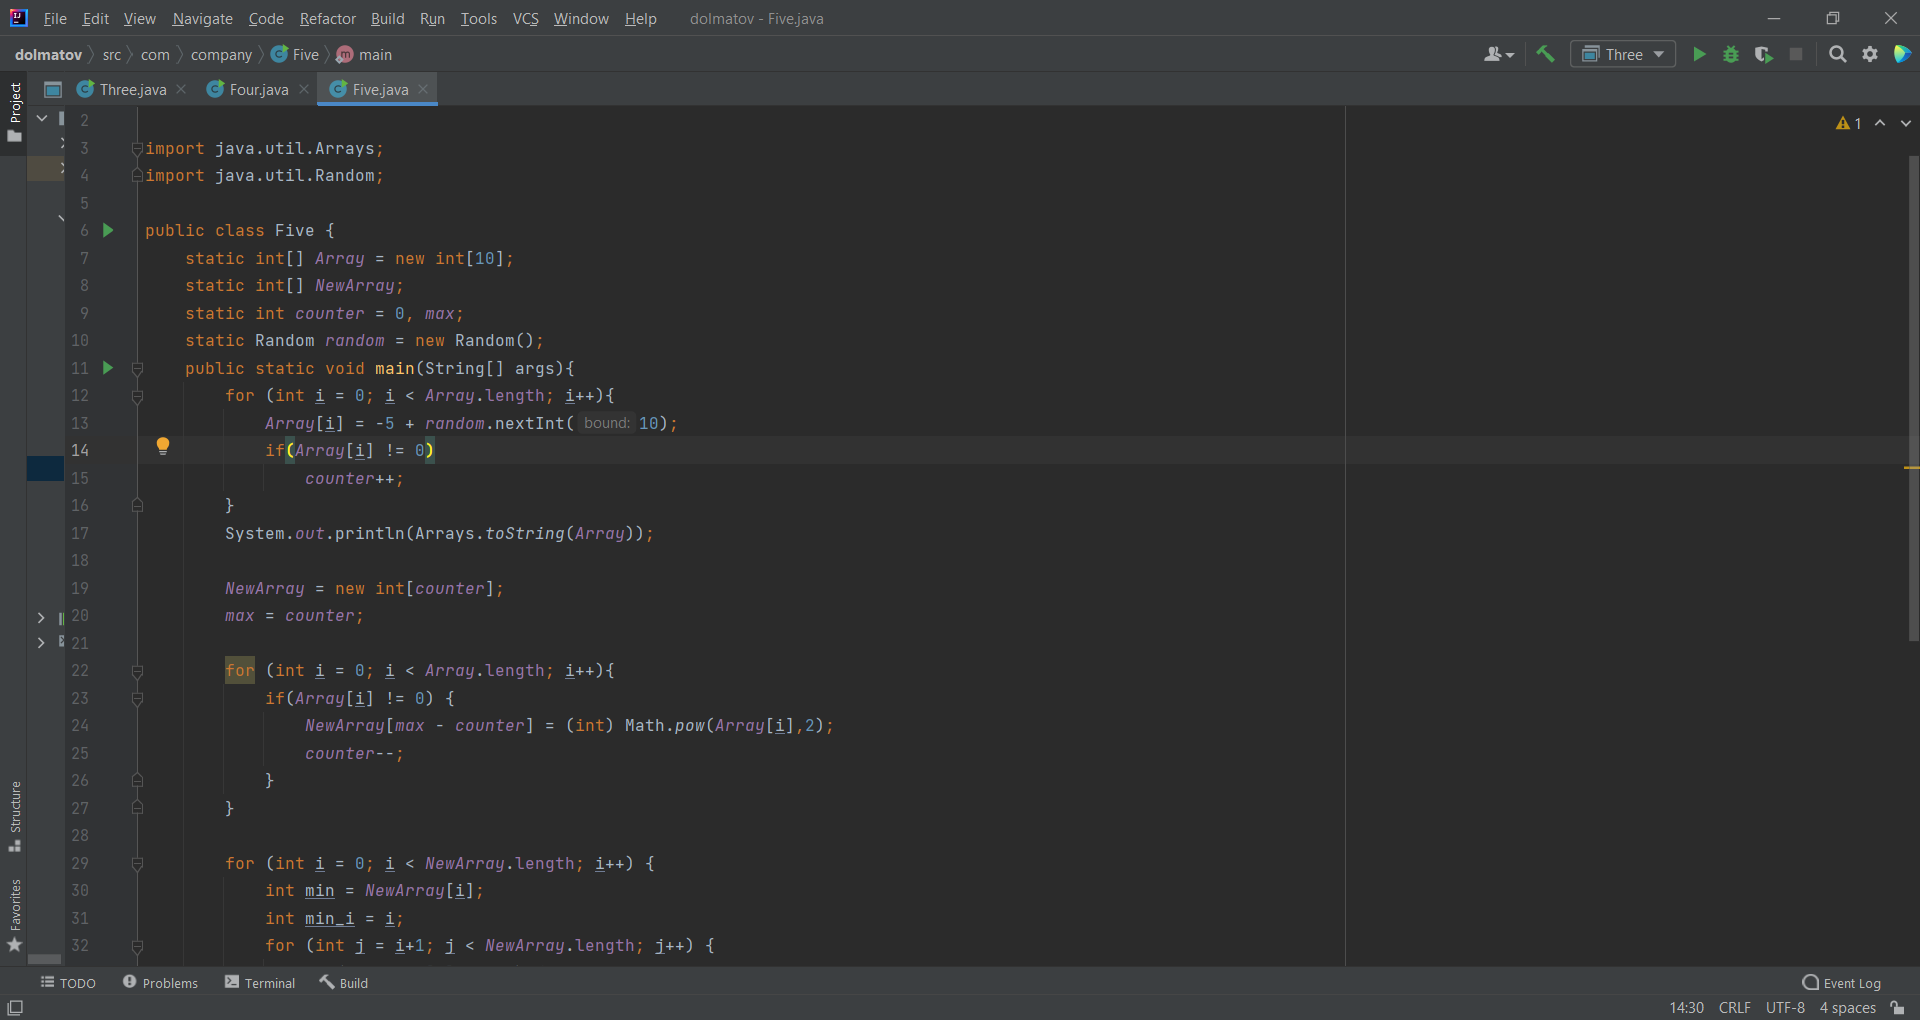 File Edit View Navigate Code Refactor Build Run Tools VCS Window Help dolmatov - Five.java
dolmatov src com company Five main Three
Three.java Four.java Five.java
Project
1
2
3 import java.util.Arrays;
4 import java.util.Random;
5
6 public class Five {
7 static int[] Array = new int[10];
8 static int[] NewArray;
9 static int counter = 0, max;
10 static Random random = new Random();
11 public static void main(String[] args){
12 for (int i = 0; i < Array.length; i++){
13 Array[i] = -5 + random.nextInt( bound: 10);
14 if(Array[i] != 0)
15 counter++;
16 }
17 System.out.println(Arrays.toString(Array));
18
19 NewArray = new int[counter];
20 max = counter;
21
22 for (int i = 0; i < Array.length; i++){
23 if(Array[i] != 0) {
24 NewArray[max - counter] = (int) Math.pow(Array[i],2);
25 counter--;
26 }
27 }
28
29 for (int i = 0; i < NewArray.length; i++) {
30 int min = NewArray[i];
31 int min_i = i;
32 for (int j = i+1; j < NewArray.length; j++) {
Structure
Favorites
TODO Problems Terminal Build Event Log
14:30 CRLF UTF-8 4 spaces